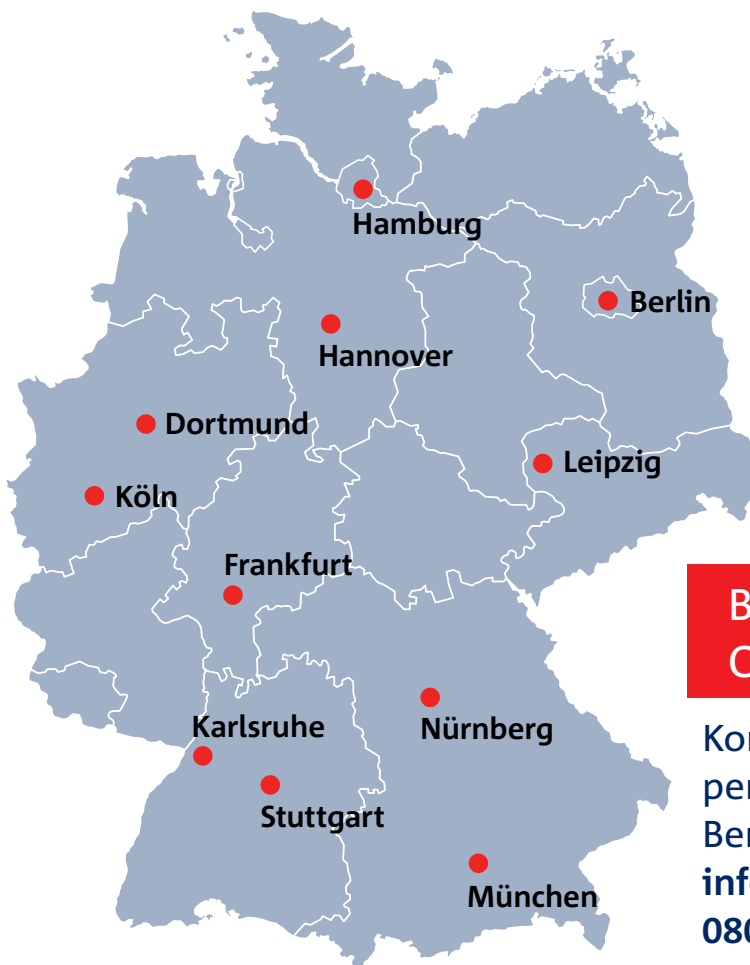 Hamburg
Berlin
Hannover
Dortmund
Leipzig
Köln
Frankfurt
Karlsruhe
Nürnberg
Stuttgart
München